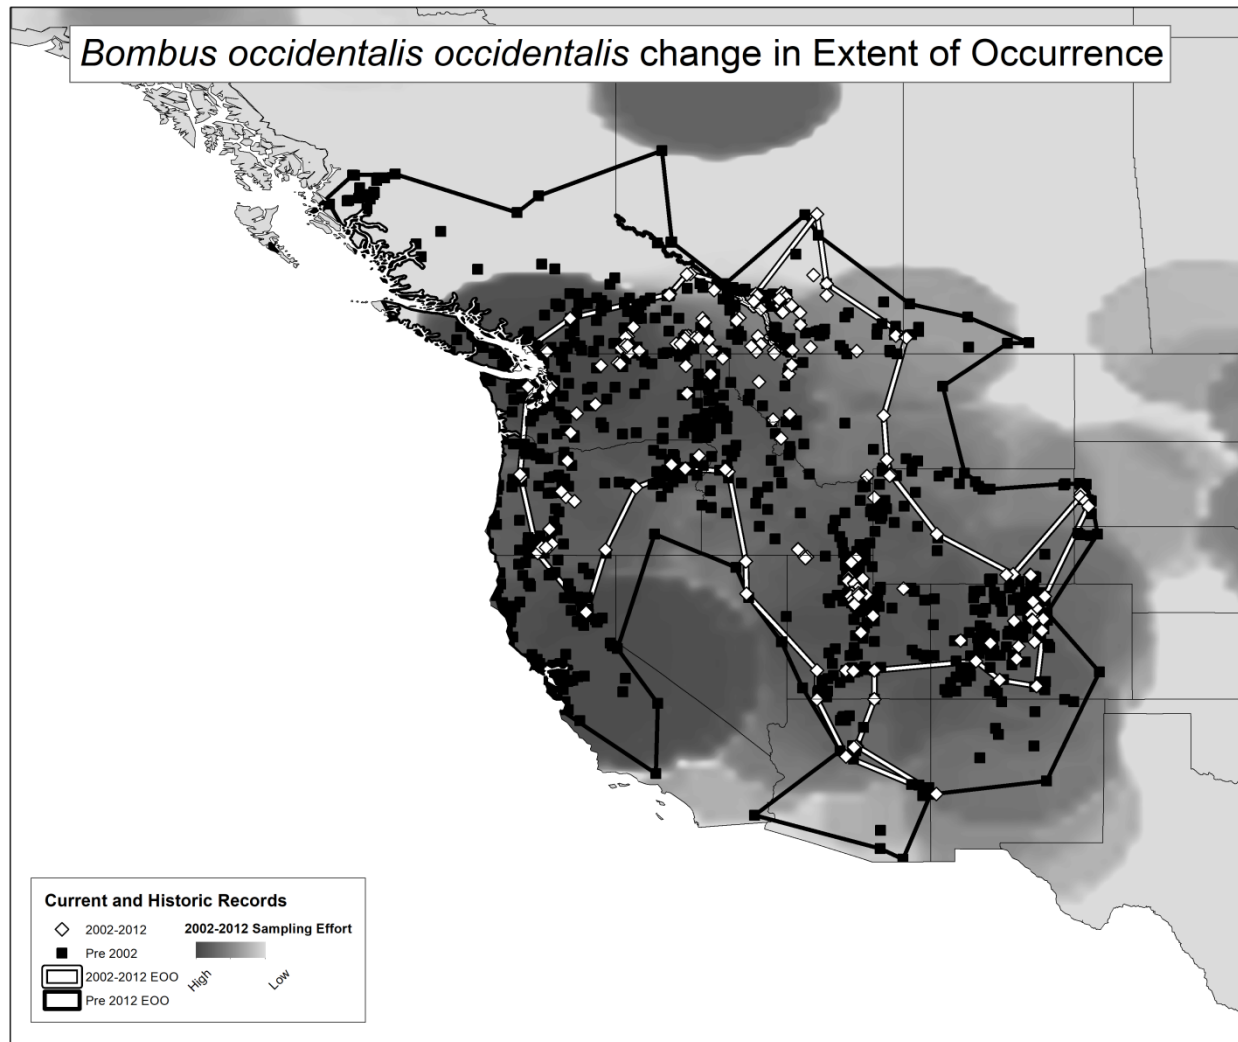 Bombus occidentalis occidentalis change in Extent of Occurrence
Current and Historic Records
2002-2012
2002-2012 Sampling Effort
Pre 2002
High
Low
2002-2012 EOO
Pre 2012 EOO